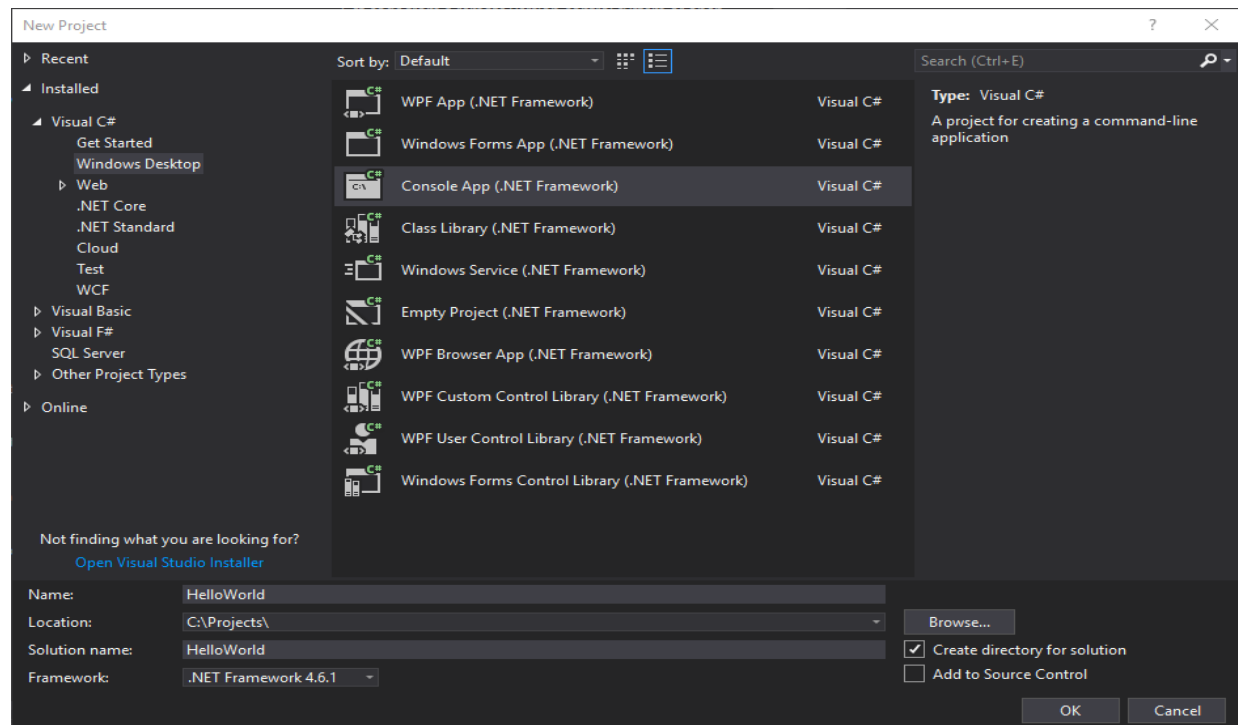 New Project
?
Recent
Installed
Visual C#
Get Started
Windows Desktop
Web
.NET Core
.NET Standard
Cloud
Test
WCF
Visual Basic
Visual F#
SQL Server
Other Project Types
Online
Not finding what you are looking for?
Open Visual Studio Installer
Sort by: Default
C# WPF App (.NET Framework) Visual C#
C# Windows Forms App (.NET Framework) Visual C#
C# C:\ Console App (.NET Framework) Visual C#
C# Class Library (.NET Framework) Visual C#
C# Windows Service (.NET Framework) Visual C#
C# Empty Project (.NET Framework) Visual C#
C# WPF Browser App (.NET Framework) Visual C#
C# WPF Custom Control Library (.NET Framework) Visual C#
C# WPF User Control Library (.NET Framework) Visual C#
C# Windows Forms Control Library (.NET Framework) Visual C#
Search (Ctrl+E)
Type: Visual C#
A project for creating a command-line
application
Name: HelloWorld
Location: C:\Projects\
Browse...
Solution name: HelloWorld
Create directory for solution
Framework: .NET Framework 4.6.1
Add to Source Control
OK Cancel